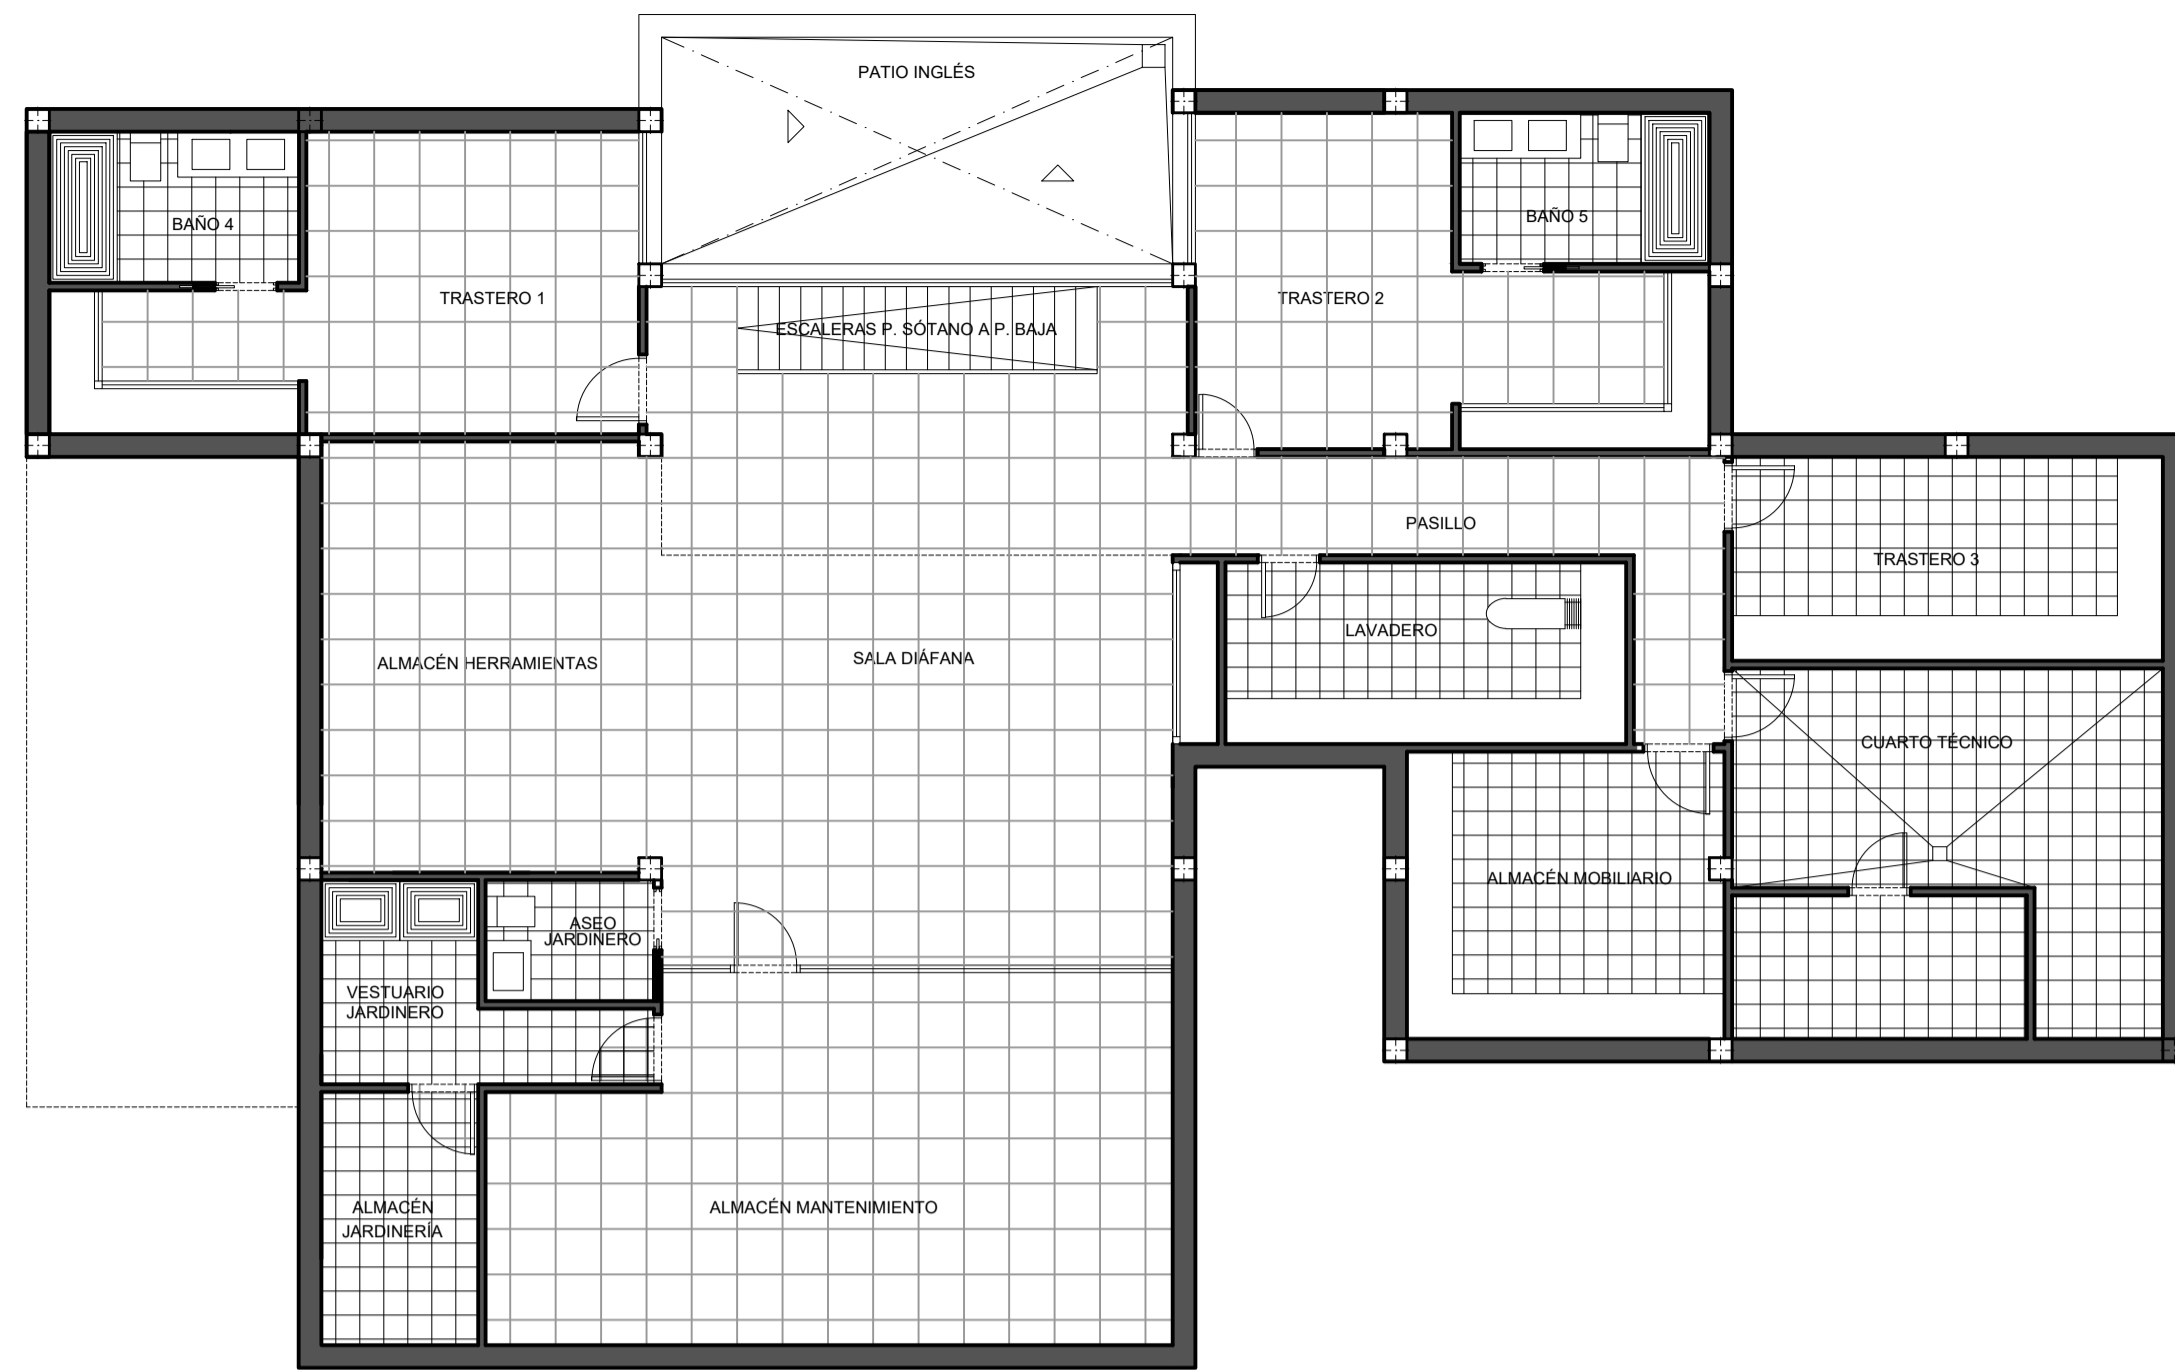 PATIO INGLÉS
BAÑO 4
BAÑO 5
TRASTERO 1
TRASTERO 2
ESCALERAS P. SÓTANO A P. BAJA
PASILLO
TRASTERO 3
LAVADERO
ALMACÉN HERRAMIENTAS
SALA DIÁFANA
CUARTO TÉCNICO
ALMACÉN MOBILIARIO
ASEO
JARDINERO
VESTUARIO
JARDINERO
ALMACÉN
JARDINERÍA
ALMACÉN MANTENIMIENTO